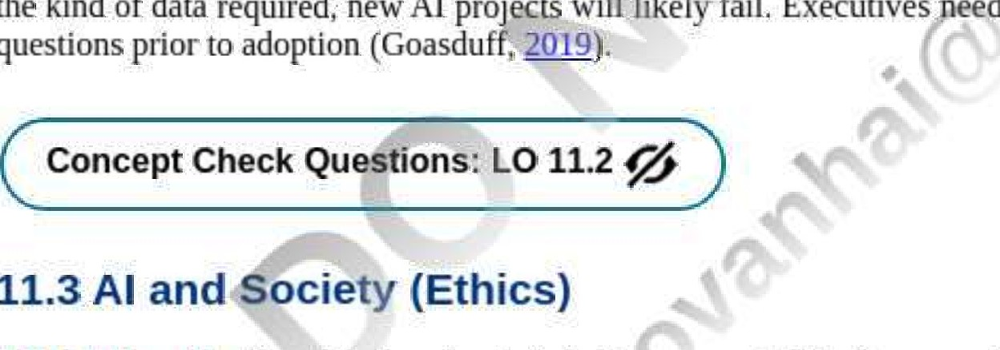 the kind of data required, new AI projects will likely fail. Executives need
questions prior to adoption (Goasduff, 2019).
Concept Check Questions: LO 11.2
11.3 AI and Society (Ethics)
DO N
ovanhai@